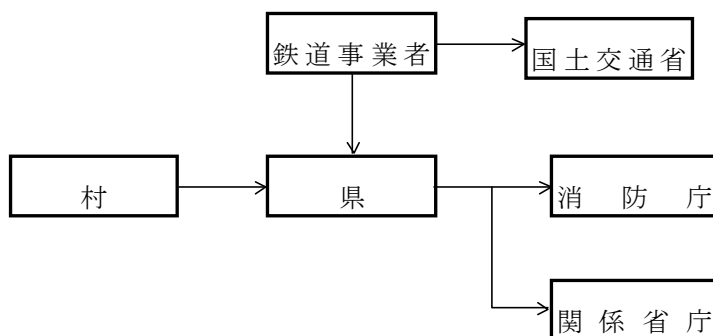 鉄道事業者
国土交通省
村
県
消防庁
関係省庁